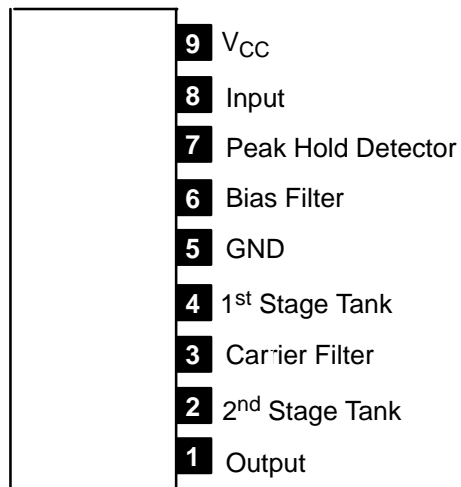 9 VCC
8 Input
7 Peak Hold Detector
6 Bias Filter
5 GND
4 1st Stage Tank
3 Carrier Filter
2 2nd Stage Tank
1 Output